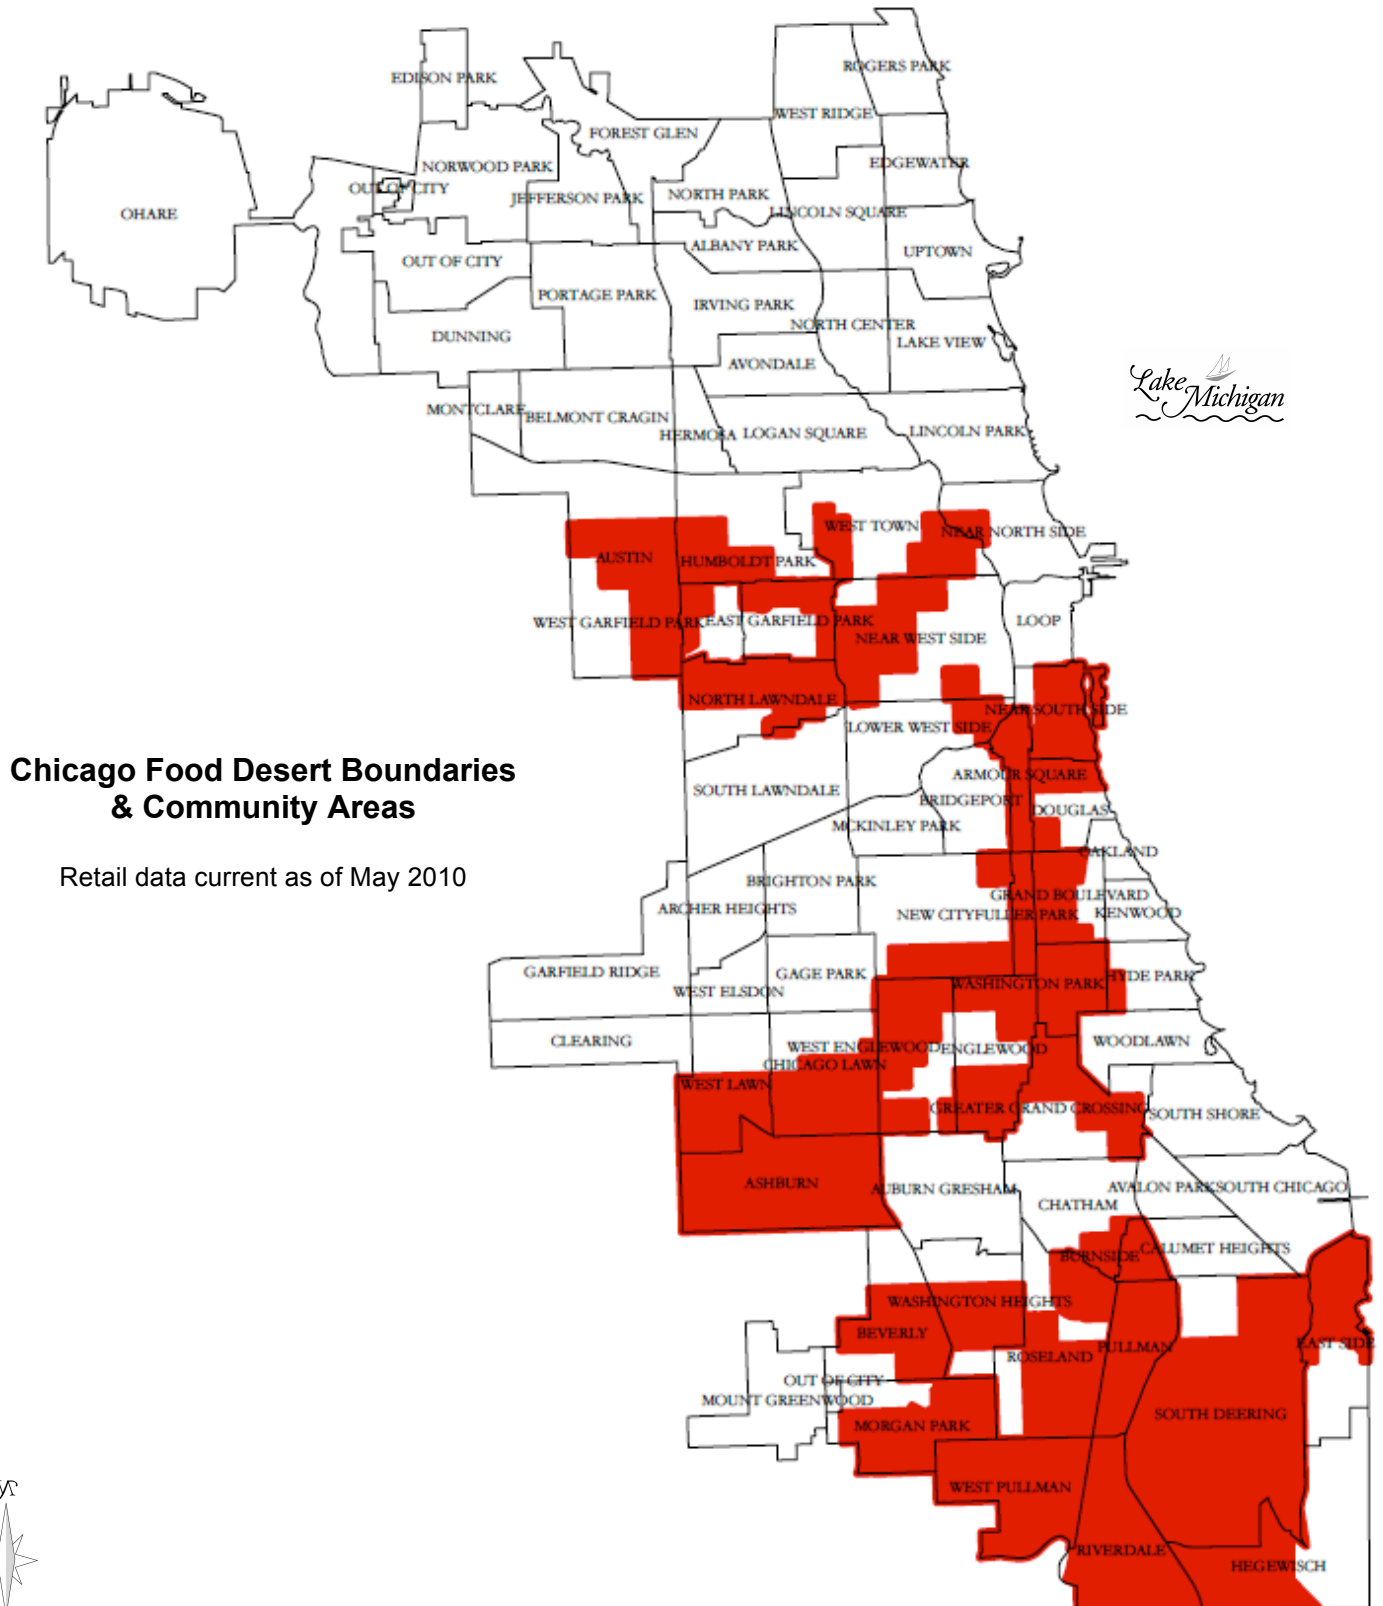 ROGERS PARK
EDISON PARK
WEST RIDGE
FOREST GLEN
EDGEWATER
NORWOOD PARK
OUT OF CITY
NORTH PARK
JEFFERSON PARK
OHARE
LINCOLN SQUARE
ALBANY PARK
UPTOWN
OUT OF CITY
PORTAGE PARK
IRVING PARK
NORTH CENTER
DUNNING
LAKE VIEW
AVONDALE
Lake
Michigan
MONTCLARE
BELMONT CRAGIN
HERMOSA
LOGAN SQUARE
LINCOLN PARK
WEST TOWN
NEAR NORTH SIDE
AUSTIN
HUMBOLDT PARK
WEST GARFIELD PARK
EAST GARFIELD PARK
LOOP
NEAR WEST SIDE
NORTH LAWNDALE
NEAR SOUTH SIDE
LOWER WEST SIDE
Chicago Food Desert Boundaries
& Community Areas
ARMOUR SQUARE
SOUTH LAWNDALE
BRIDGEPORT
DOUGLAS
MCKINLEY PARK
OAKLAND
Retail data current as of May 2010
BRIGHTON PARK
GRAND BOULEVARD
ARCHER HEIGHTS
NEW CITY
FULLER PARK
KENWOOD
GARFIELD RIDGE
GAGE PARK
HYDE PARK
WEST ELSDON
WASHINGTON PARK
CLEARING
WEST ENGLEWOOD
ENGLEWOOD
WOODLAWN
CHICAGO LAWN
WEST LAWN
GREATER GRAND CROSSING
SOUTH SHORE
ASHBURN
AUBURN GRESHAM
AVALON PARK
SOUTH CHICAGO
CHATHAM
BURNSIDE
CALUMET HEIGHTS
WASHINGTON HEIGHTS
BEVERLY
PULLMAN
EAST SIDE
ROSELAND
OUT OF CITY
MOUNT GREENWOOD
SOUTH DEERING
MORGAN PARK
WEST PULLMAN
RIVERDALE
HEGEWISCH